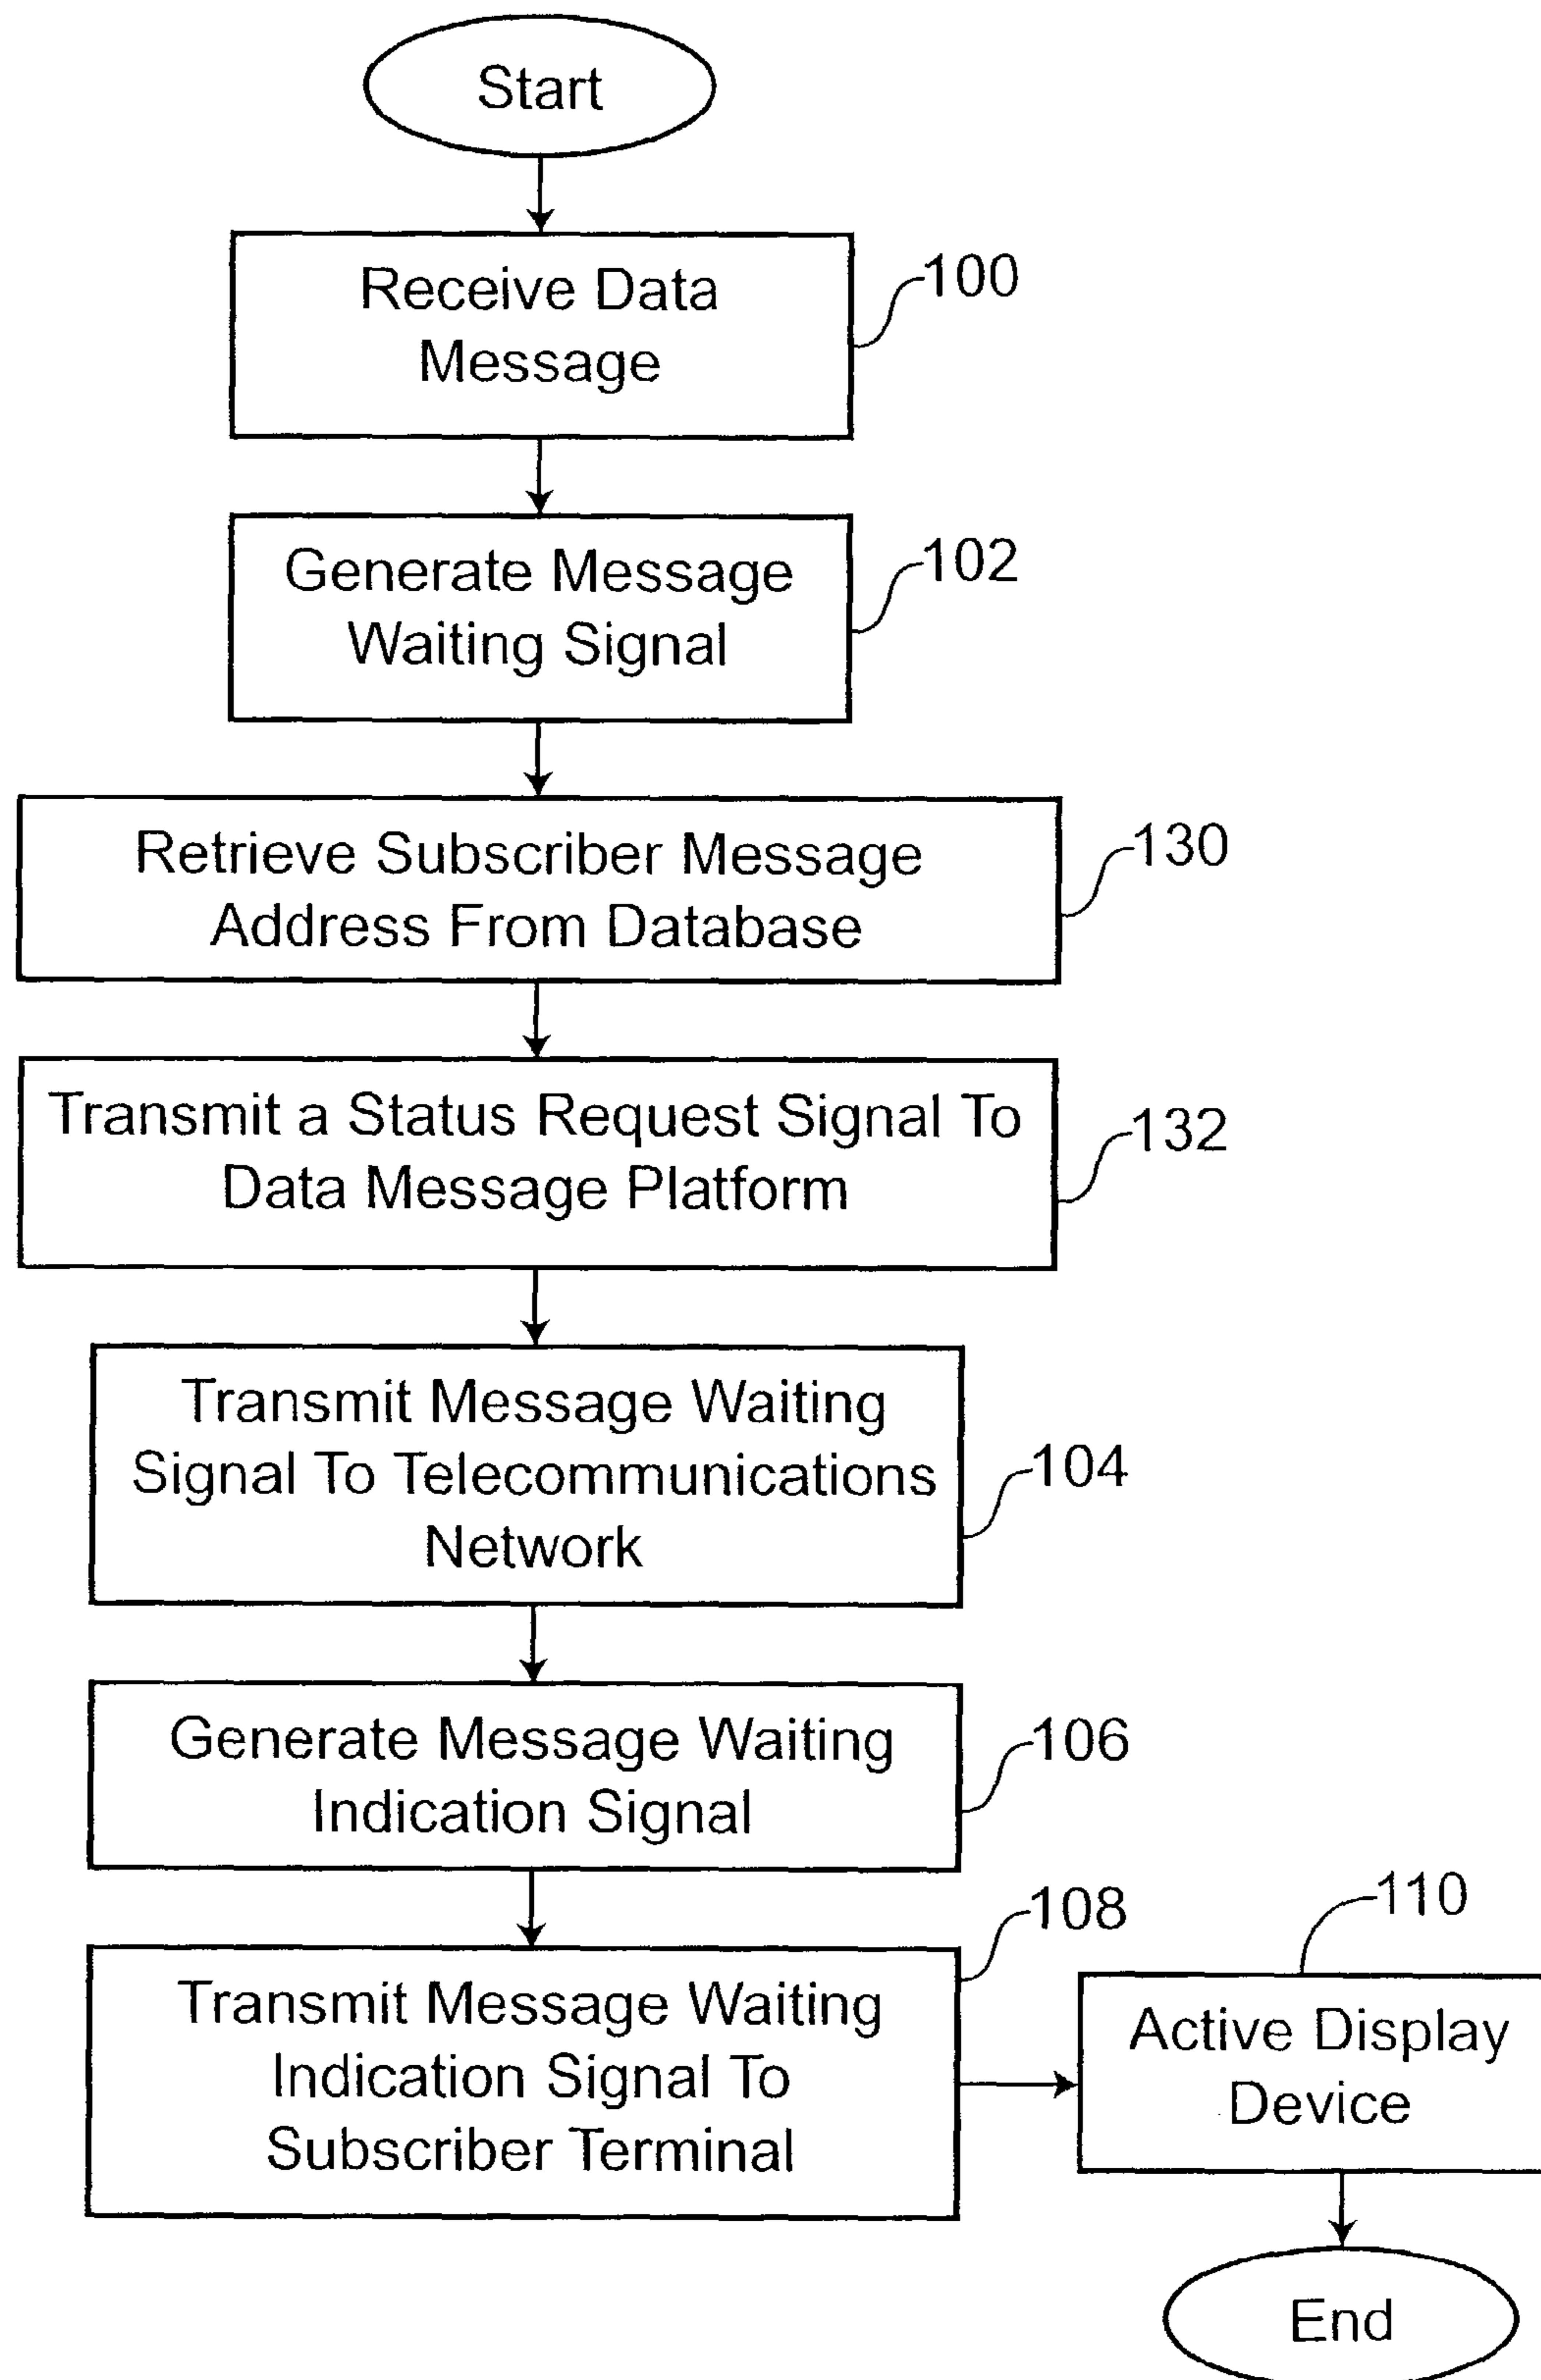 Start
Receive Data
Message
100
Generate Message
Waiting Signal
102
Retrieve Subscriber Message
Address From Database
130
Transmit a Status Request Signal To
Data Message Platform
132
Transmit Message Waiting
Signal To Telecommunications
Network
104
Generate Message Waiting
Indication Signal
106
Transmit Message Waiting
Indication Signal To
Subscriber Terminal
108
Active Display
Device
110
End